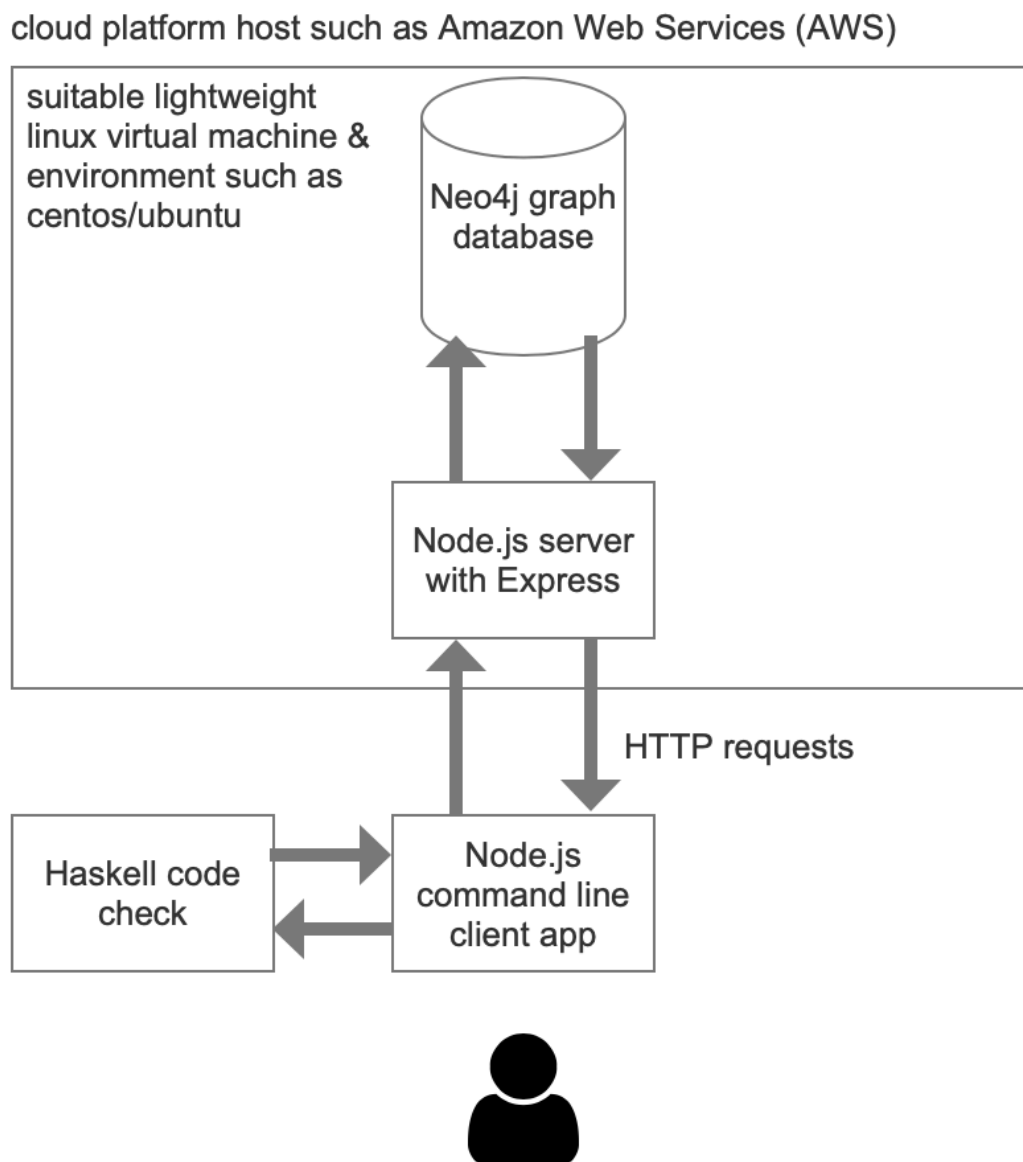 cloud platform host such as Amazon Web Services (AWS)
suitable lightweight
linux virtual machine &
environment such as
centos/ubuntu
Neo4j graph
database
Node.js server
with Express
HTTP requests
Haskell code
check
Node.js
command line
client app